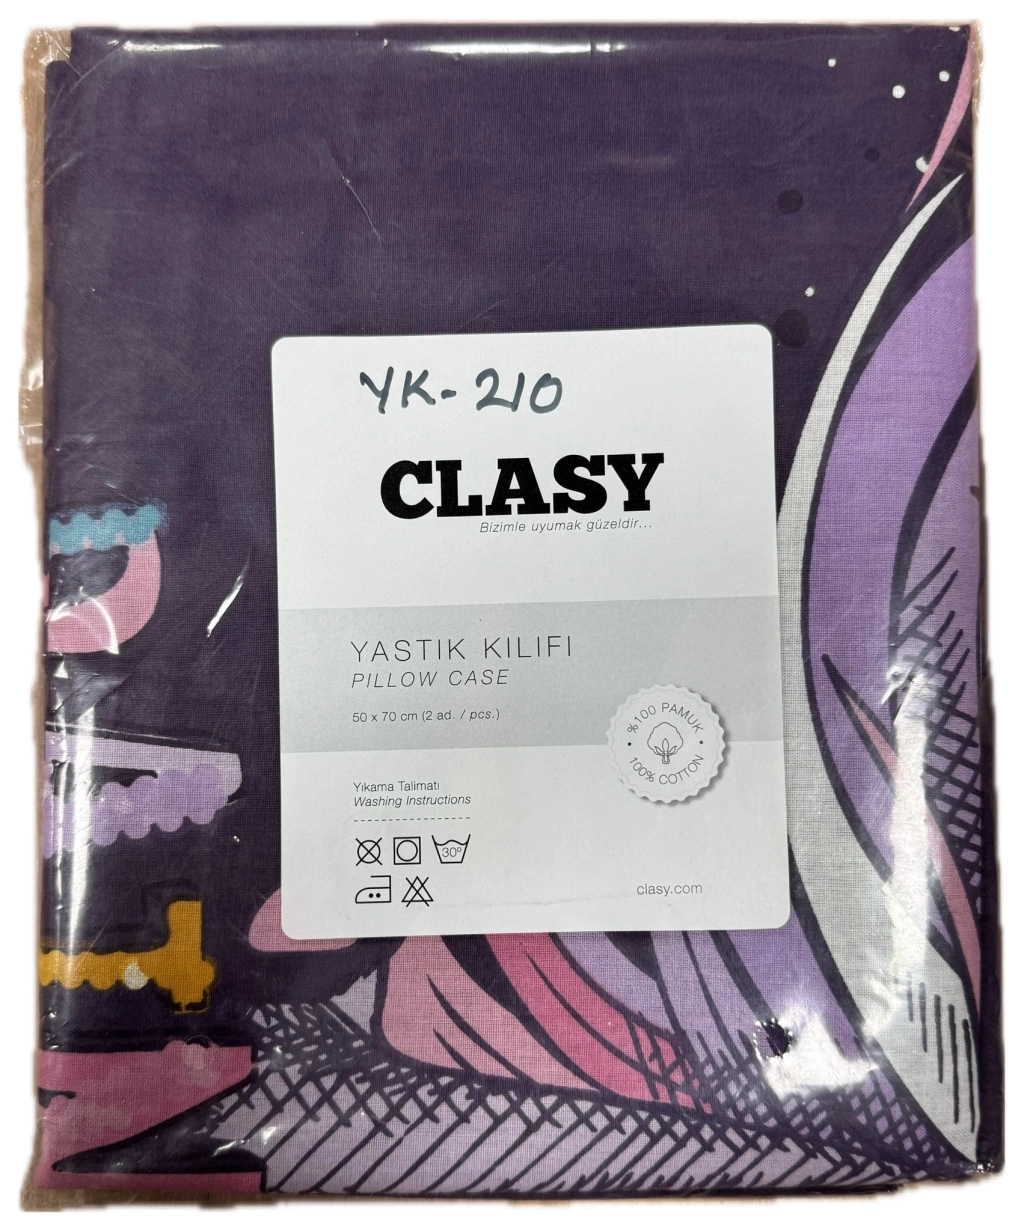 YK-210
CLASY
Bizimle uyumak güzeldir...
YASTIK KILIFI
PILLOW CASE
50 x 70 cm (2 ad. / pcs.)
%100 PAMUK
100% COTTON
Yıkama Talimatı
Washing Instructions
30°
clasy.com